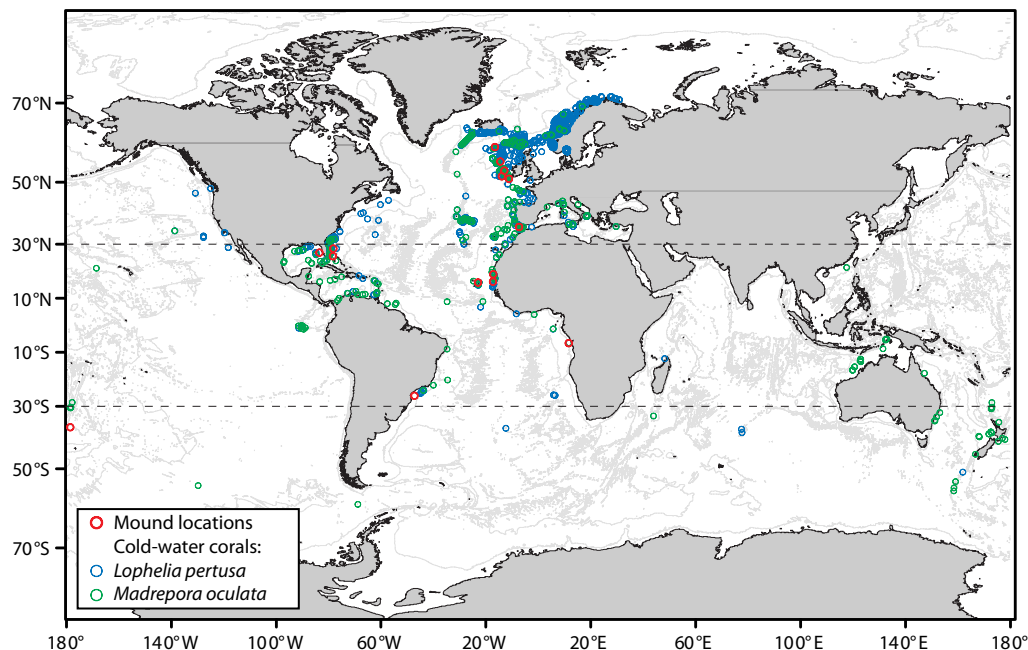 70°N
50°N
30°N
10°N
10°S
30°S
50°S
70°S
Mound locations
Cold-water corals:
Lophelia pertusa
Madrepora oculata
180° 140°W 100°W 60°W 20°W 20°E 60°E 100°E 140°E 180°